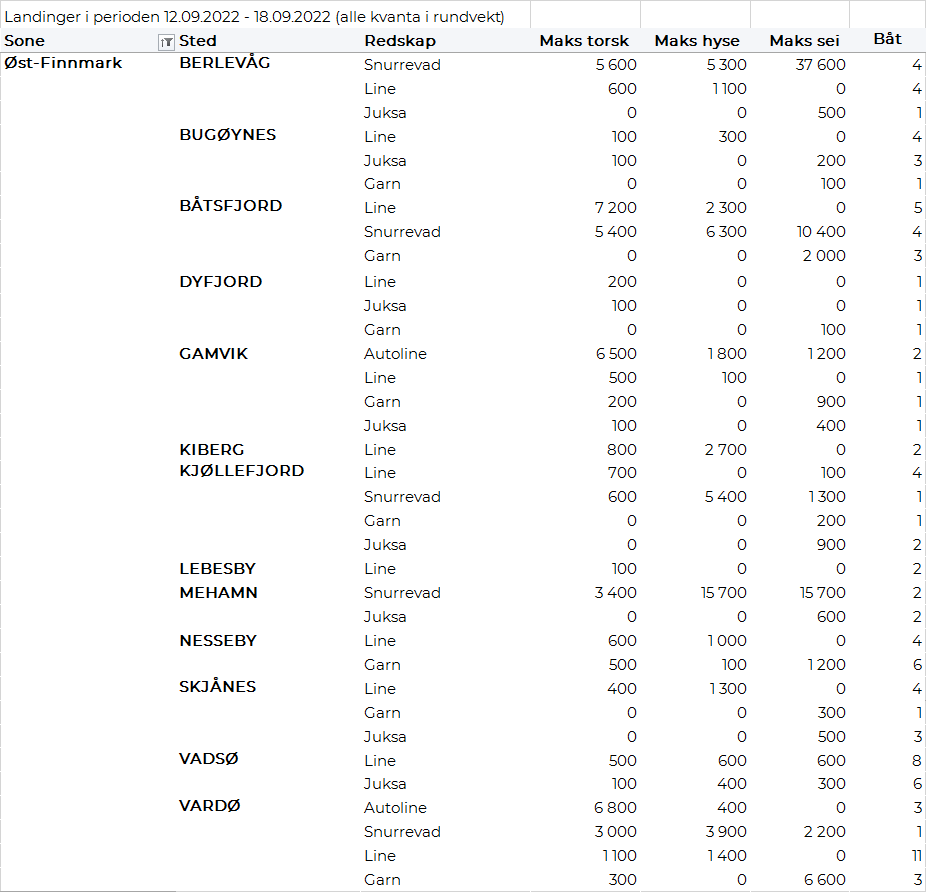 Landinger i perioden 12.09.2022 - 18.09.2022 (alle kvanta i rundvekt)
Sone Sted Redskap Maks torsk Maks hyse Maks sei Båt
Øst-Finnmark BERLEVÅG Snurrevad 5 600 5 300 37 600 4
Line 600 1 100 0 4
Juksa 0 0 500 1
BUGØYNES Line 100 300 0 4
Juksa 100 0 200 3
Garn 0 0 100 1
BÅTSFJORD Line 7 200 2 300 0 5
Snurrevad 5 400 6 300 10 400 4
Garn 0 0 2 000 3
DYFJORD Line 200 0 0 1
Juksa 100 0 0 1
Garn 0 0 100 1
GAMVIK Autoline 6 500 1 800 1 200 2
Line 500 100 0 1
Garn 200 0 900 1
Juksa 100 0 400 1
KIBERG Line 800 2 700 0 2
KJØLLEFJORD Line 700 0 100 4
Snurrevad 600 5 400 1 300 1
Garn 0 0 200 1
Juksa 0 0 900 2
LEBESBY Line 100 0 0 2
MEHAMN Snurrevad 3 400 15 700 15 700 2
Juksa 0 0 600 2
NESSEBY Line 600 1 000 0 4
Garn 500 100 1 200 6
SKJÅNES Line 400 1 300 0 4
Garn 0 0 300 1
Juksa 0 0 500 3
VADSØ Line 500 600 600 8
Juksa 100 400 300 6
VARDØ Autoline 6 800 400 0 3
Snurrevad 3 000 3 900 2 200 1
Line 1 100 1 400 0 11
Garn 300 0 6 600 3